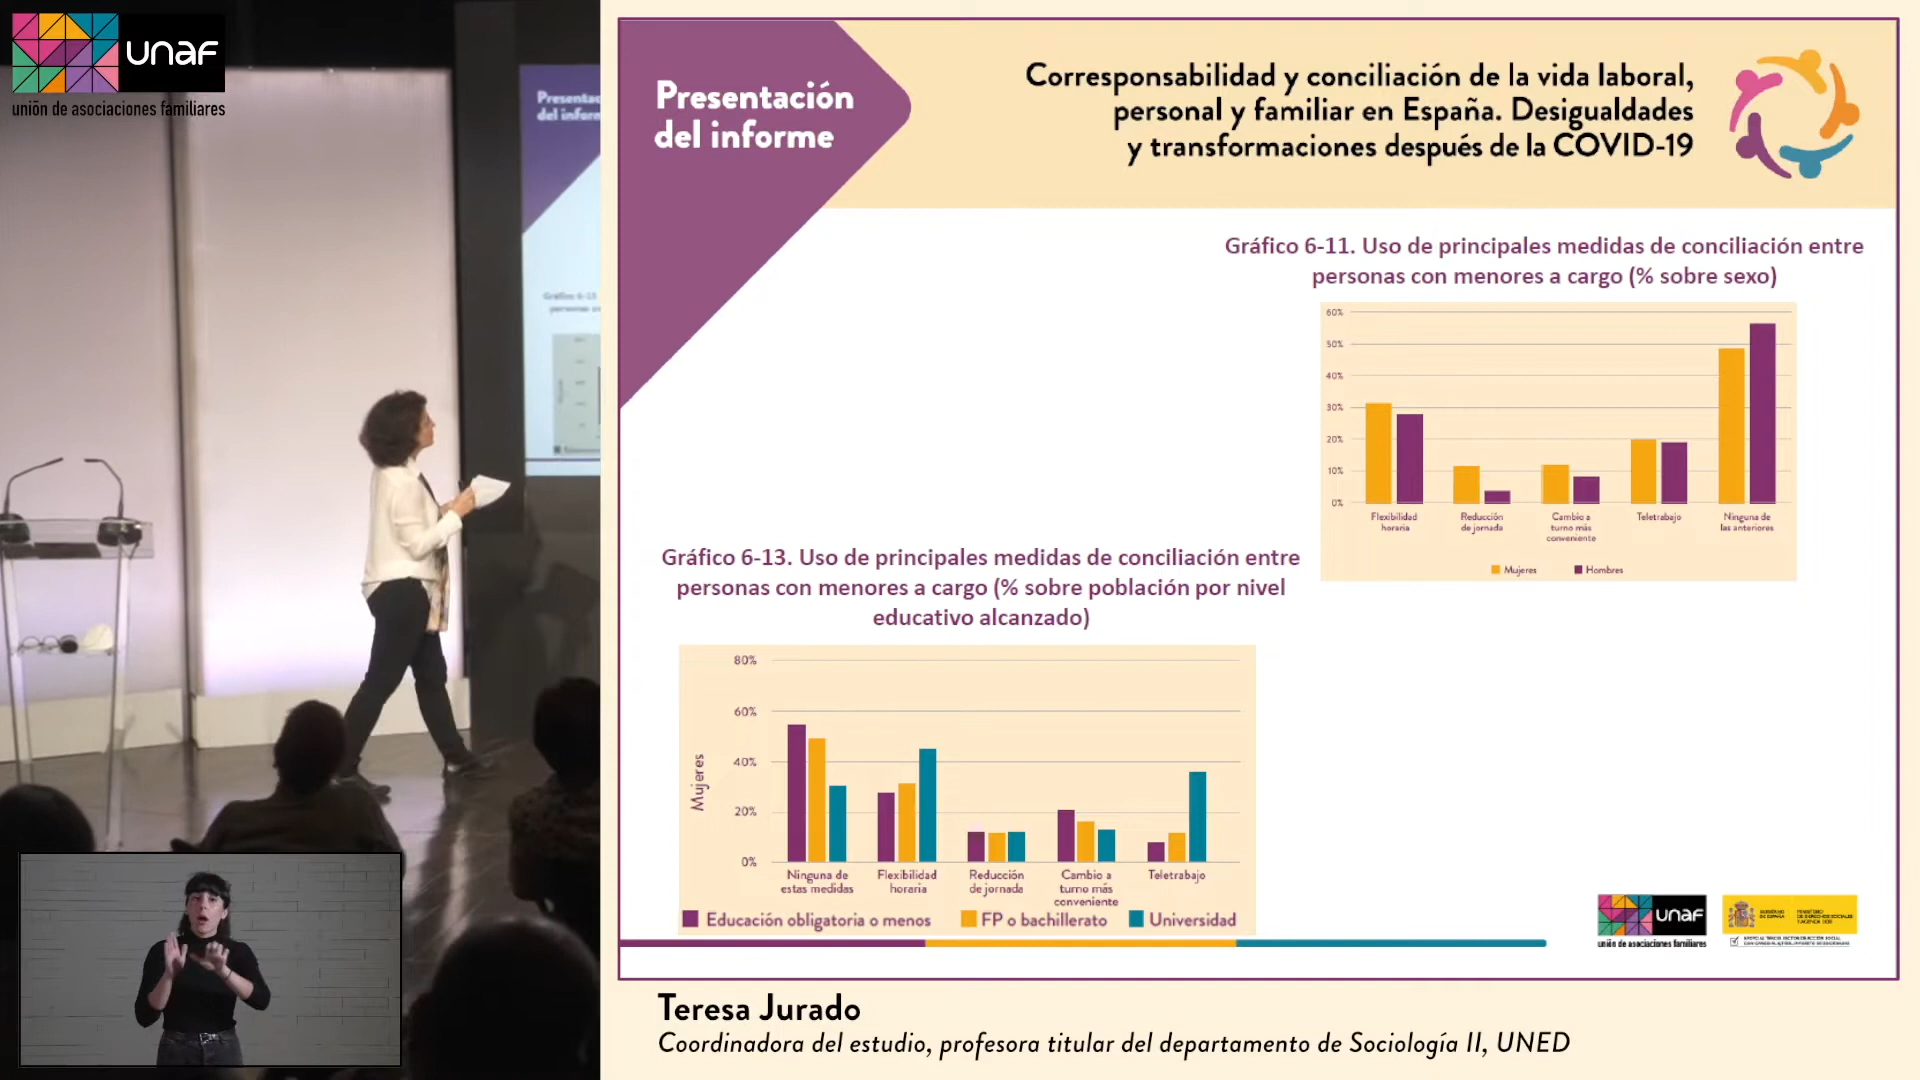 unaf
unión de asociaciones familiares
Presentación
del informe
Corresponsabilidad y conciliación de la vida laboral,
personal y familiar en España. Desigualdades
y transformaciones después de la COVID-19
Gráfico 6-11. Uso de principales medidas de conciliación entre
personas con menores a cargo (% sobre sexo)
60%
50%
40%
30%
20%
10%
0%
Flexibilidad
horaria
Reducción
de jornada
Cambio a
turno más
conveniente
Teletrabajo
Ninguna de
las anteriores
Mujeres
Hombres
Gráfico 6-13. Uso de principales medidas de conciliación entre
personas con menores a cargo (% sobre población por nivel
educativo alcanzado)
80%
60%
40%
20%
0%
Mujeres
Ninguna de
estas medidas
Flexibilidad
horaria
Reducción
de jornada
Cambio a
turno más
conveniente
Teletrabajo
Educación obligatoria o menos
FP o bachillerato
Universidad
unaf
unión de asociaciones familiares
Teresa Jurado
Coordinadora del estudio, profesora titular del departamento de Sociología II, UNED